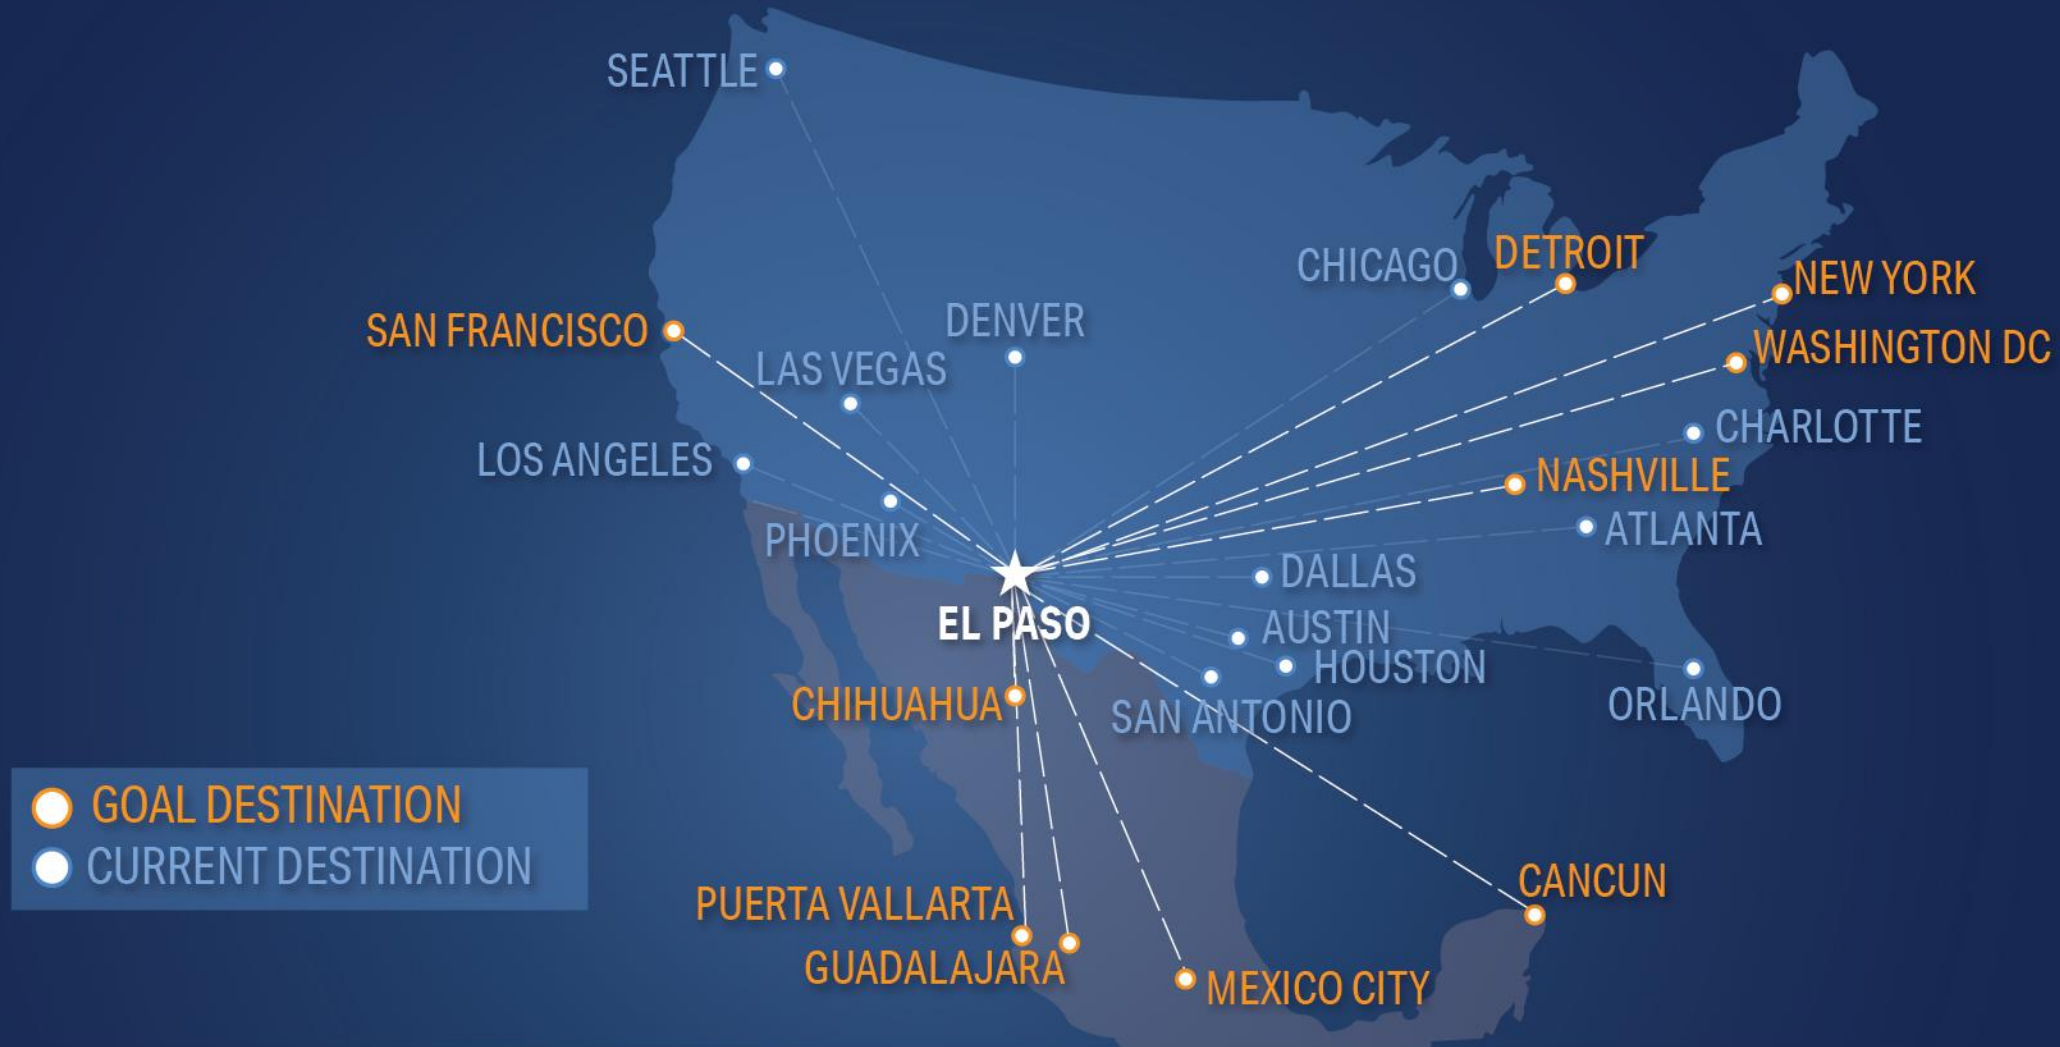 SEATTLE
CHICAGO
DETROIT
NEW YORK
SAN FRANCISCO
DENVER
WASHINGTON DC
LAS VEGAS
CHARLOTTE
LOS ANGELES
NASHVILLE
PHOENIX
ATLANTA
DALLAS
EL PASO
AUSTIN
HOUSTON
CHIHUAHUA
SAN ANTONIO
ORLANDO
GOAL DESTINATION
CURRENT DESTINATION
CANCUN
PUERTA VALLARTA
GUADALAJARA
MEXICO CITY